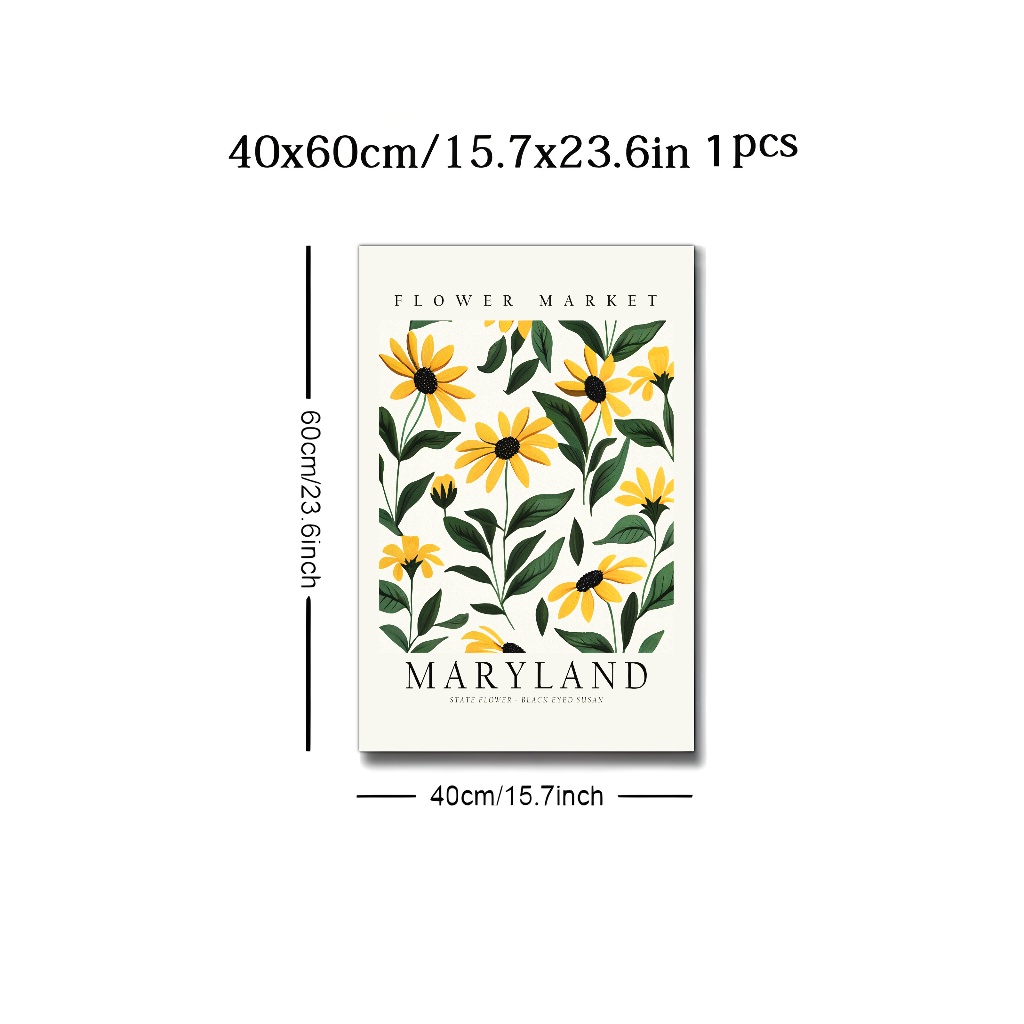 40x60cm/15.7x23.6in 1pcs
FLOWER MARKET
60cm/23.6inch
MARYLAND
STATE FLOWER - BLACK EYED SUSAN
40cm/15.7inch